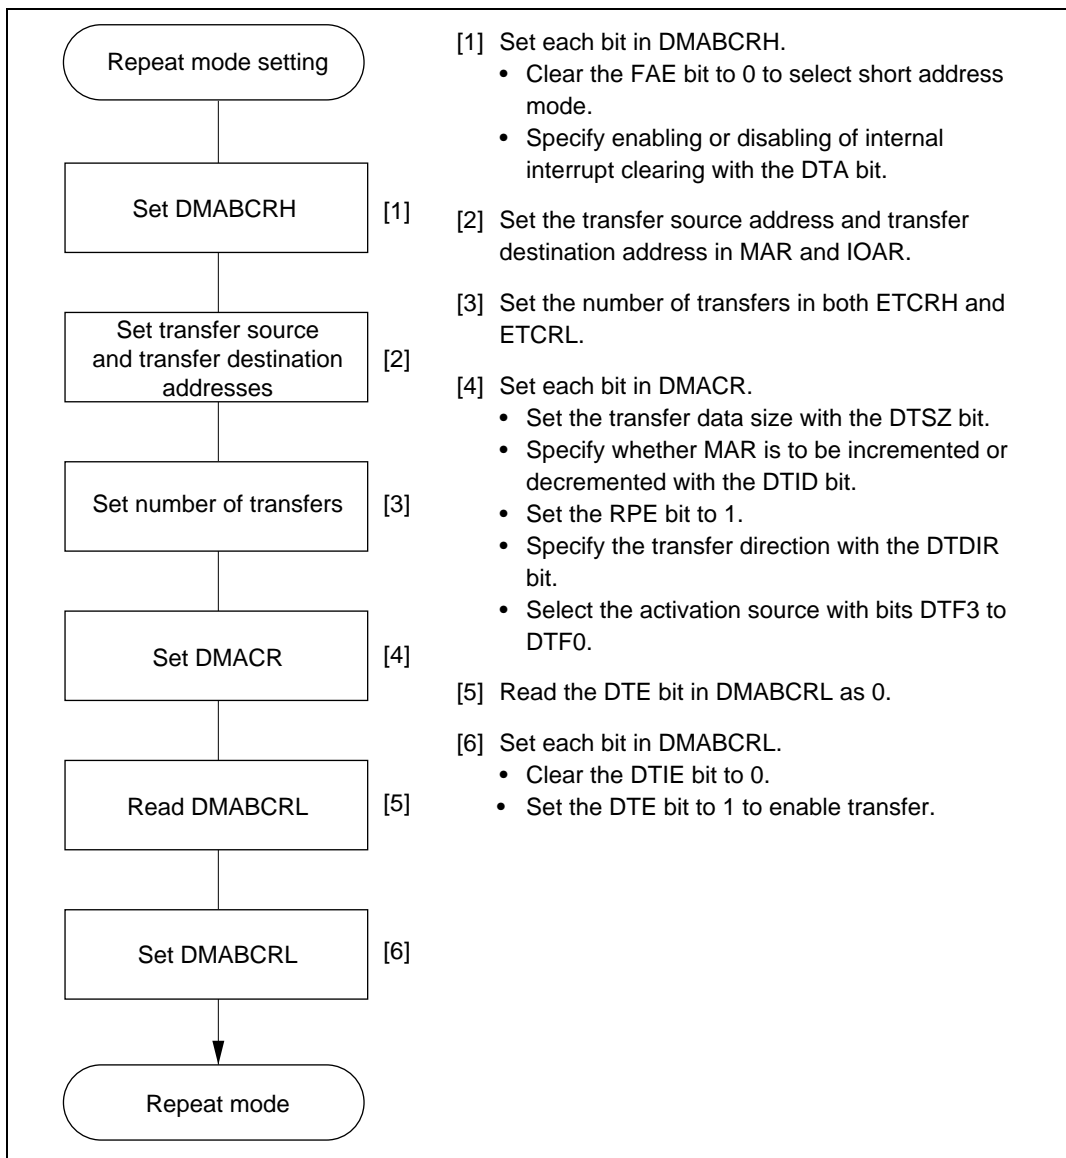 Repeat mode setting
Set DMABCRH
[1]
Set transfer source
and transfer destination
addresses
[2]
Set number of transfers
[3]
Set DMACR
[4]
Read DMABCRL
[5]
Set DMABCRL
[6]
Repeat mode
[1] Set each bit in DMABCRH.
• Clear the FAE bit to 0 to select short address
mode.
• Specify enabling or disabling of internal
interrupt clearing with the DTA bit.
[2] Set the transfer source address and transfer
destination address in MAR and IOAR.
[3] Set the number of transfers in both ETCRH and
ETCRL.
[4] Set each bit in DMACR.
• Set the transfer data size with the DTSZ bit.
• Specify whether MAR is to be incremented or
decremented with the DTID bit.
• Set the RPE bit to 1.
• Specify the transfer direction with the DTDIR
bit.
• Select the activation source with bits DTF3 to
DTF0.
[5] Read the DTE bit in DMABCRL as 0.
[6] Set each bit in DMABCRL.
• Clear the DTIE bit to 0.
• Set the DTE bit to 1 to enable transfer.